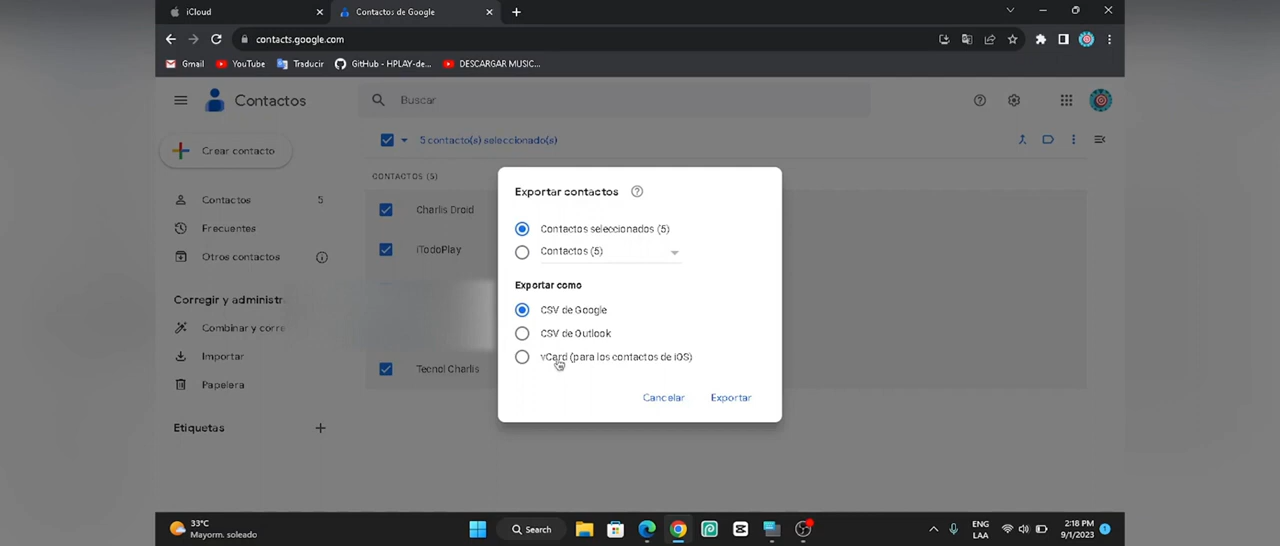 iCloud
Contactos de Google
contacts.google.com
Gmail
YouTube
Traducir
GitHub - HPLAY-de...
DESCARGAR MUSIC...
Contactos
Buscar
Crear contacto
5 contacto(s) seleccionado(s)
CONTACTOS (5)
Contactos 5
Frecuentes
Otros contactos
Corregir y administr
Combinar y corre
Importar
Papelera
Etiquetas
Charlis Droid
iTodoPlay
Tecnol Charlis
Exportar contactos
Contactos seleccionados (5)
Contactos (5)
Exportar como
CSV de Google
CSV de Outlook
vCard (para los contactos de iOS)
Cancelar Exportar
33°C
Mayorm. soleado
Search
ENG
LAA
2:18 PM
9/1/2023
1